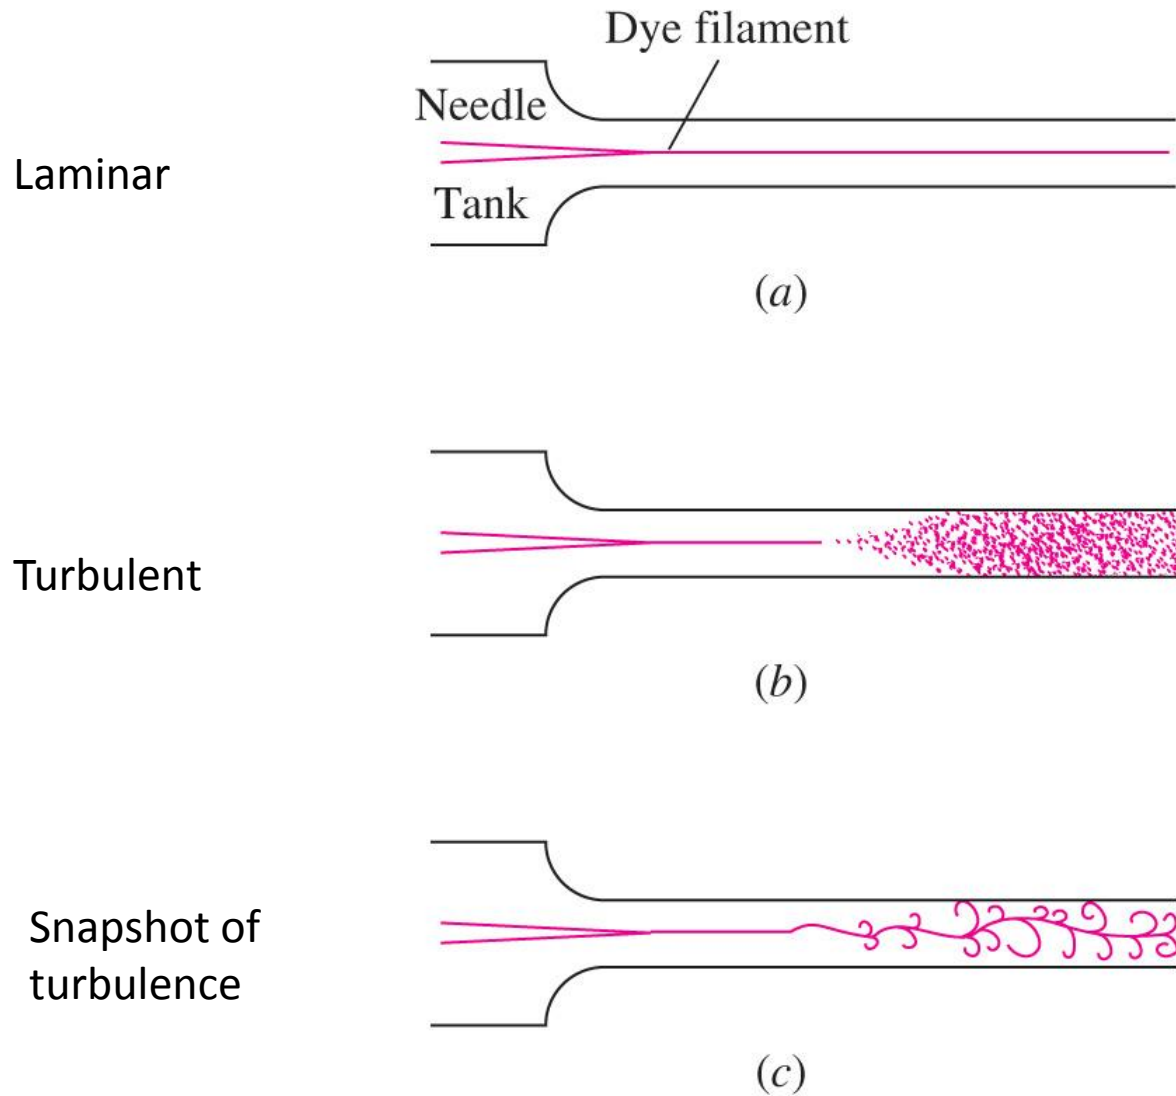 Dye filament
Needle
Laminar
Tank
(a)
Turbulent
(b)
Snapshot of
turbulence
(c)